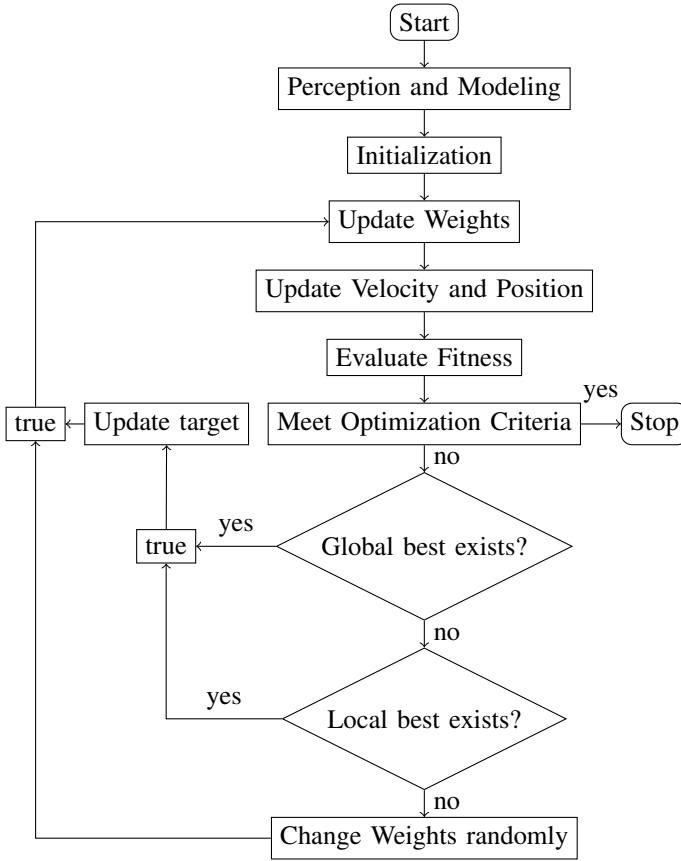 Start
Perception and Modeling
Initialization
Update Weights
Update Velocity and Position
Evaluate Fitness
yes
true
Update target
Meet Optimization Criteria
Stop
no
yes
true
Global best exists?
no
yes
Local best exists?
no
Change Weights randomly